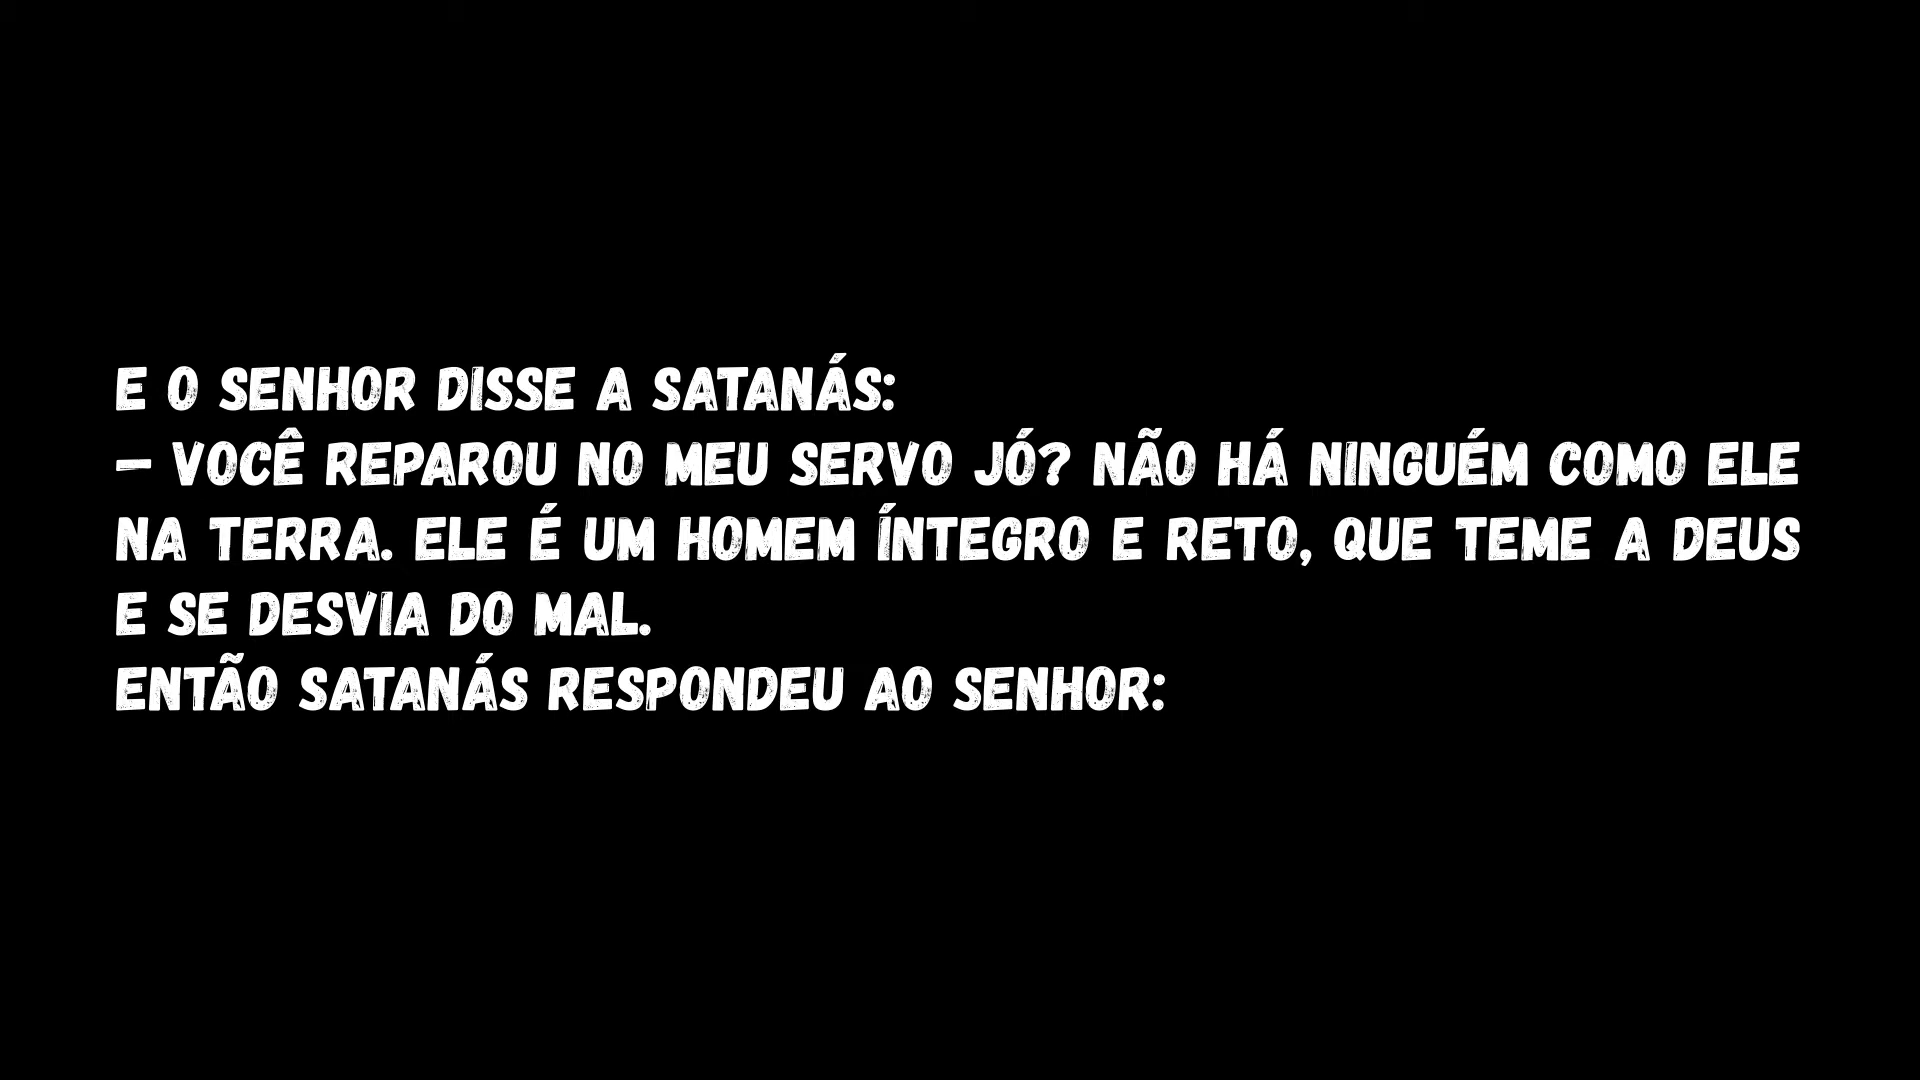 E O SENHOR DISSE A SATANÁS:
— VOCÊ REPAROU NO MEU SERVO JÓ? NÃO HÁ NINGUÉM COMO ELE
NA TERRA. ELE É UM HOMEM ÍNTEGRO E RETO, QUE TEME A DEUS
E SE DESVIA DO MAL.
ENTÃO SATANÁS RESPONDEU AO SENHOR: